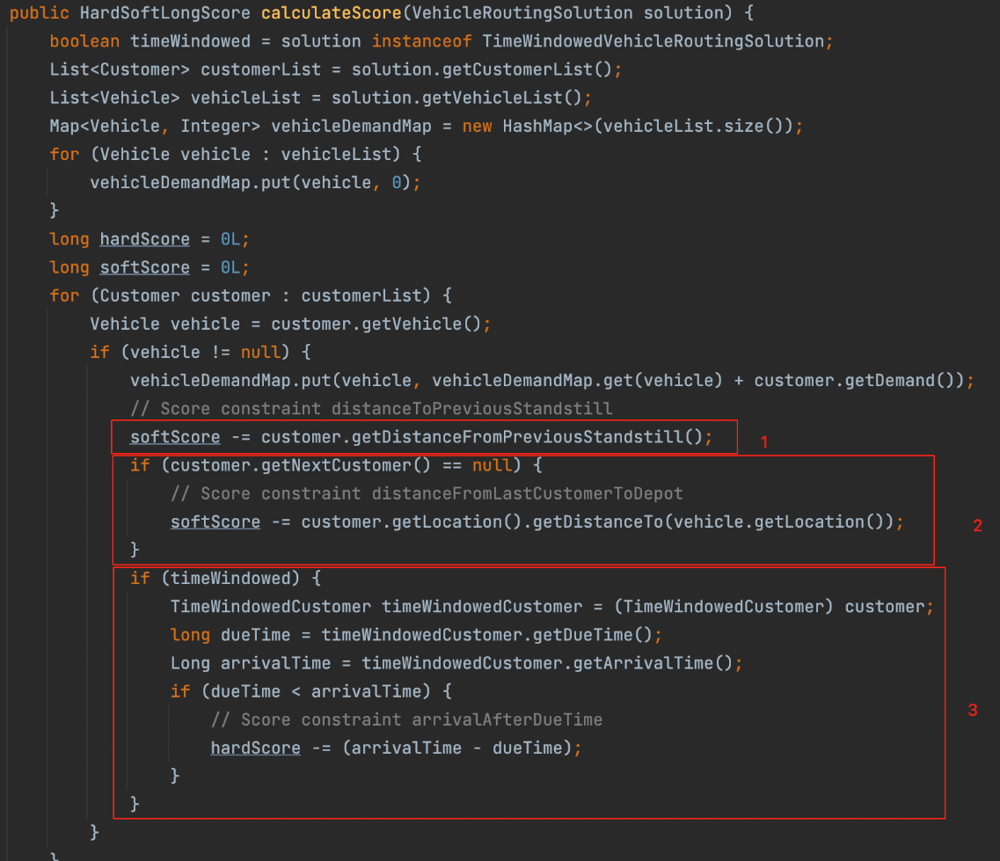 public HardSoftLongScore calculateScore(VehicleRoutingSolution solution) {
boolean timeWindowed = solution instanceof TimeWindowedVehicleRoutingSolution;
List<Customer> customerList = solution.getCustomerList();
List<Vehicle> vehicleList = solution.getVehicleList();
Map<Vehicle, Integer> vehicleDemandMap = new HashMap<>(vehicleList.size());
for (Vehicle vehicle : vehicleList) {
vehicleDemandMap.put(vehicle, 0);
}
long hardScore = 0L;
long softScore = 0L;
for (Customer customer : customerList) {
Vehicle vehicle = customer.getVehicle();
if (vehicle != null) {
vehicleDemandMap.put(vehicle, vehicleDemandMap.get(vehicle) + customer.getDemand());
// Score constraint distanceToPreviousStandstill
softScore -= customer.getDistanceFromPreviousStandstill(); 1
if (customer.getNextCustomer() == null) {
// Score constraint distanceFromLastCustomerToDepot
softScore -= customer.getLocation().getDistanceTo(vehicle.getLocation()); 2
}
if (timeWindowed) {
TimeWindowedCustomer timeWindowedCustomer = (TimeWindowedCustomer) customer;
long dueTime = timeWindowedCustomer.getDueTime();
Long arrivalTime = timeWindowedCustomer.getArrivalTime();
if (dueTime < arrivalTime) { 3
// Score constraint arrivalAfterDueTime
hardScore -= (arrivalTime - dueTime);
}
}
}
}